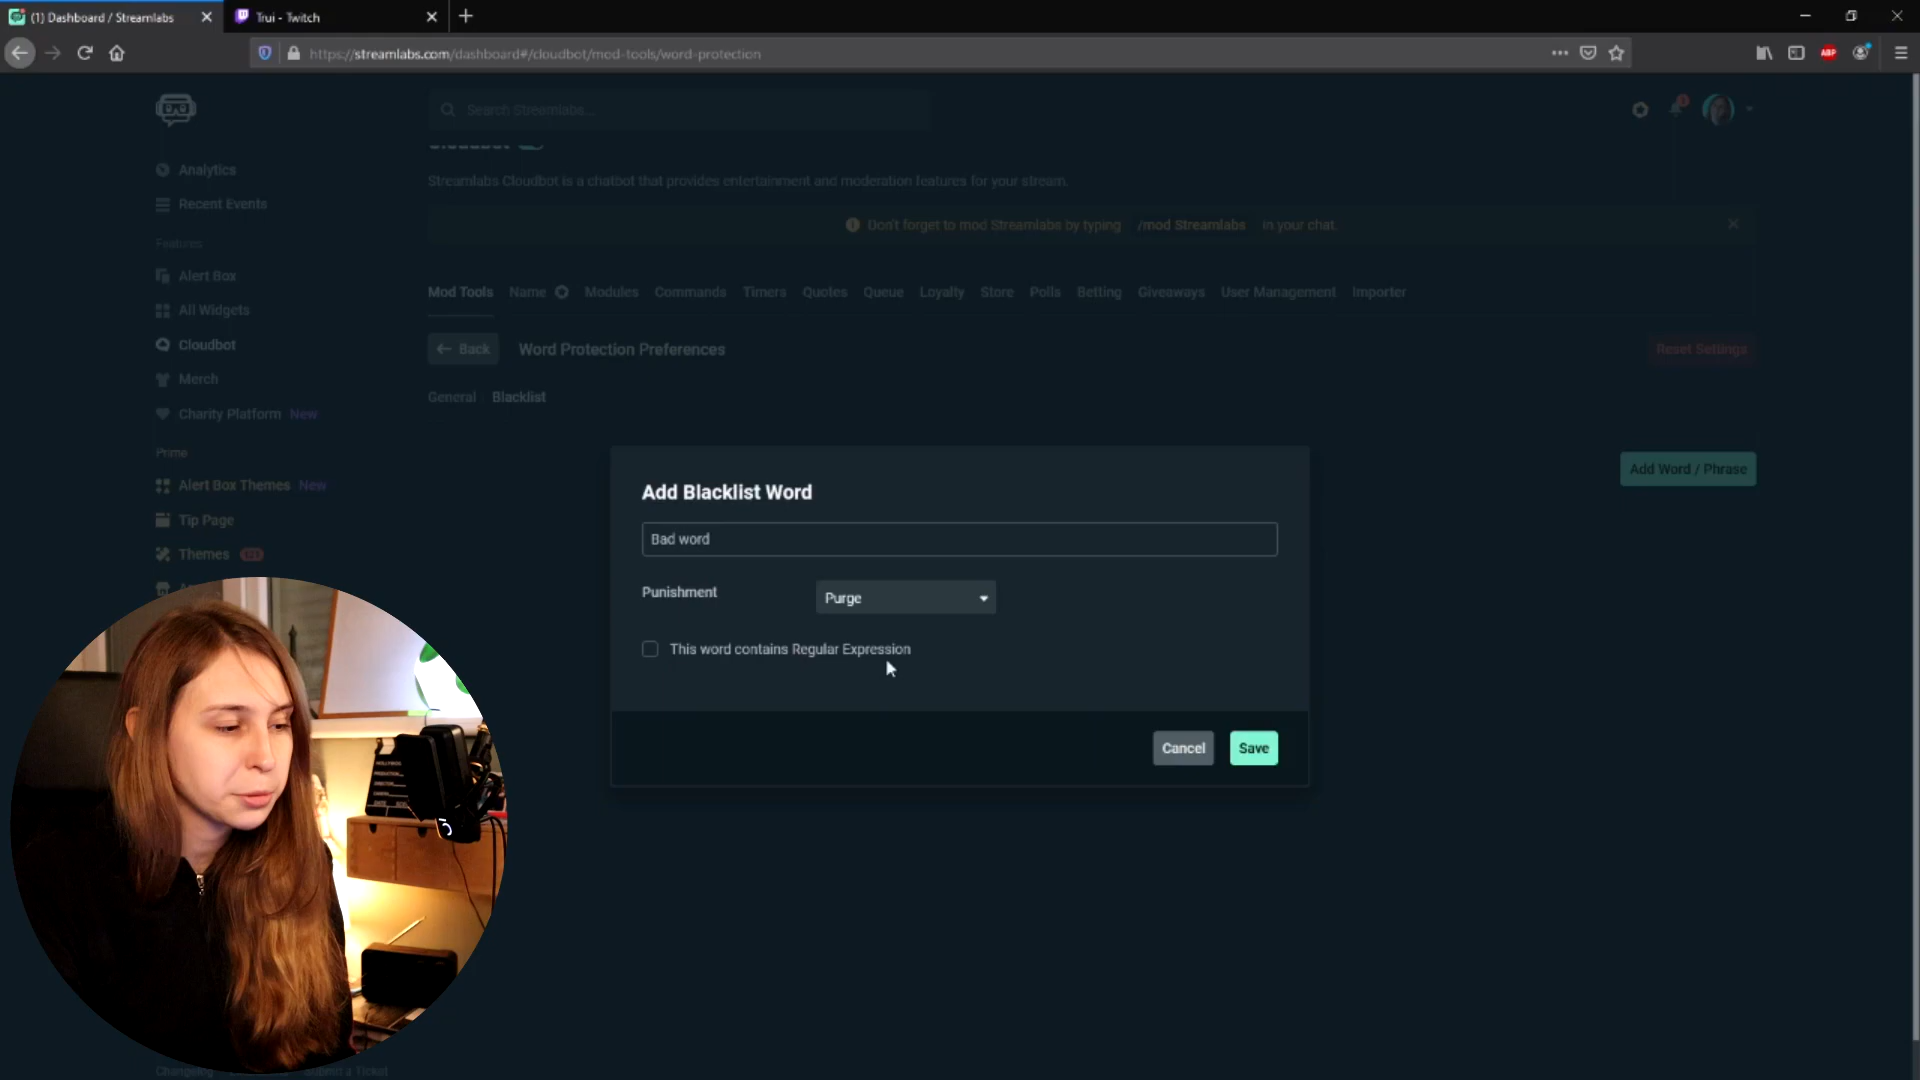 (1) Dashboard / Streamlabs
Trui - Twitch
https://streamlabs.com/dashboard#/cloudbot/mod-tools/word-protection
ABP
Search Streamlabs...
Analytics
Recent Events
Streamlabs Cloudbot is a chatbot that provides entertainment and moderation features for your stream.
Don't forget to mod Streamlabs by typing /mod Streamlabs in your chat.
Features
Alert Box
All Widgets
Cloudbot
Merch
Charity Platform New
Mod Tools Name Modules Commands Timers Quotes Queue Loyalty Store Polls Betting Giveaways User Management Importer
Back Word Protection Preferences Reset Settings
General Blacklist
Prime
Alert Box Themes New
Tip Page
Themes
Add Word / Phrase
Add Blacklist Word
Bad word
Punishment Purge
This word contains Regular Expression
Cancel Save
Changelog
Submit a Ticket